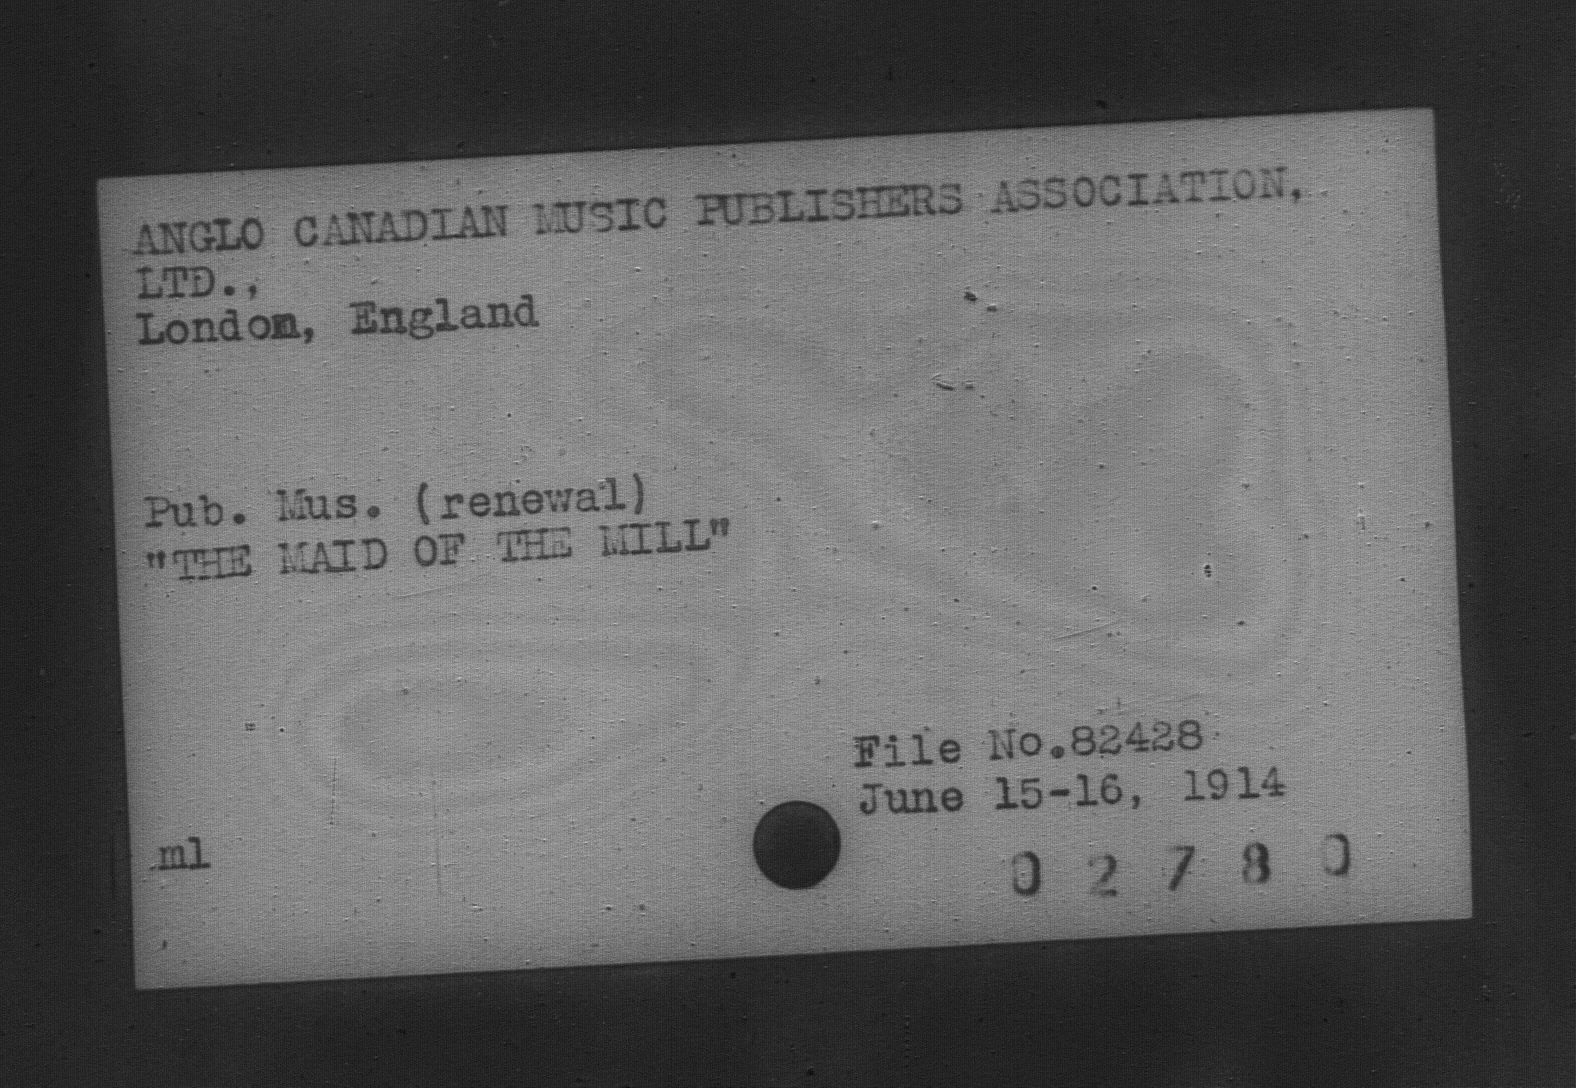 ANGLO CANADIAN MUSIC PUBLISHERS ASSOCIATION,
LTD.,
London, England
Pub. Mus. (renewal)
"THE MAID OF THE MILL"
File No.82428
June 15-16, 1914
ml
0 2 7 8 0